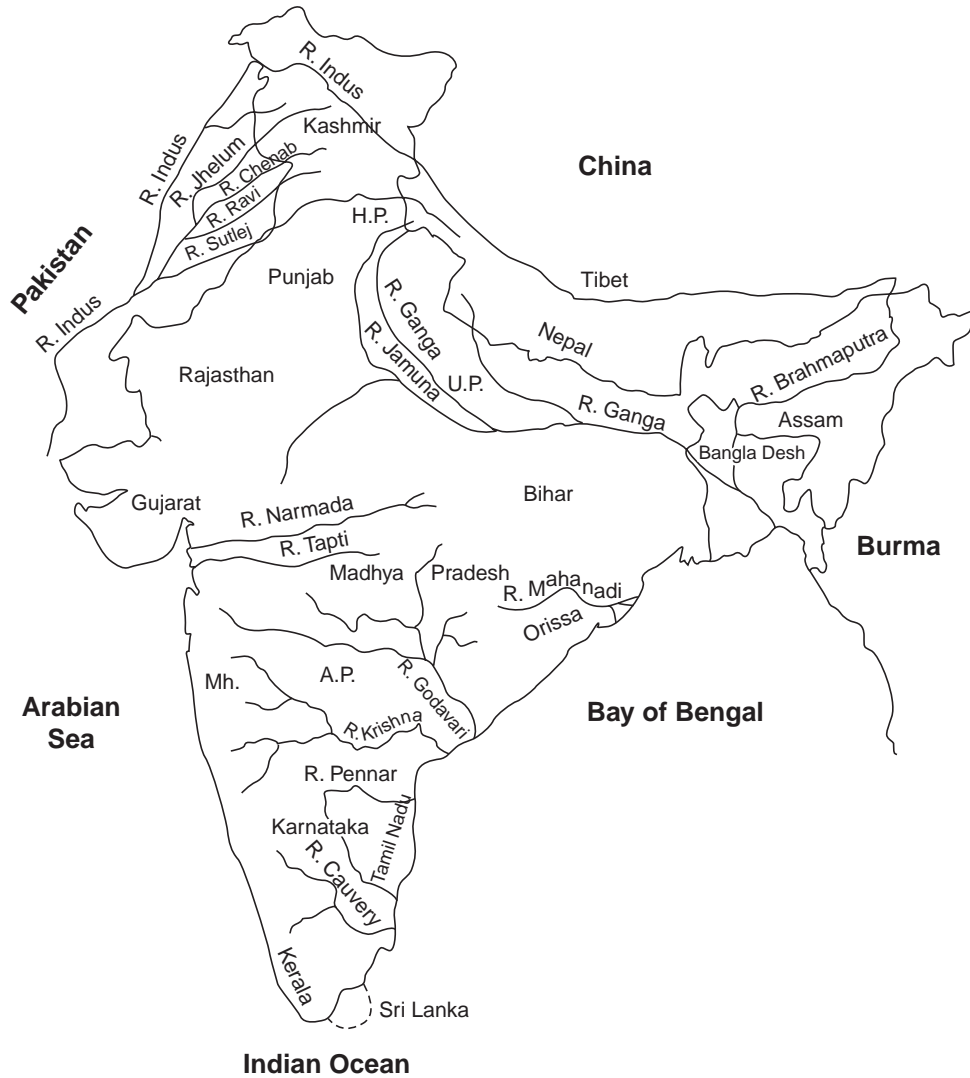 R. Indus
Kashmir
R. Indus
R. Jhelum
R. Chenab
R. Ravi
R. Sutlej
China
H.P.
Pakistan
Punjab
Tibet
R. Indus
R. Ganga
Nepal
R. Jamuna
R. Brahmaputra
Rajasthan
U.P.
R. Ganga
Assam
Bangla Desh
Gujarat
Bihar
R. Narmada
R. Tapti
Burma
Madhya
Pradesh
R. Mahanadi
Orissa
Mh.
A.P.
R. Godavari
Arabian
Sea
Bay of Bengal
R. Krishna
R. Pennar
Karnataka
Tamil Nadu
R. Cauvery
Kerala
Sri Lanka
Indian Ocean